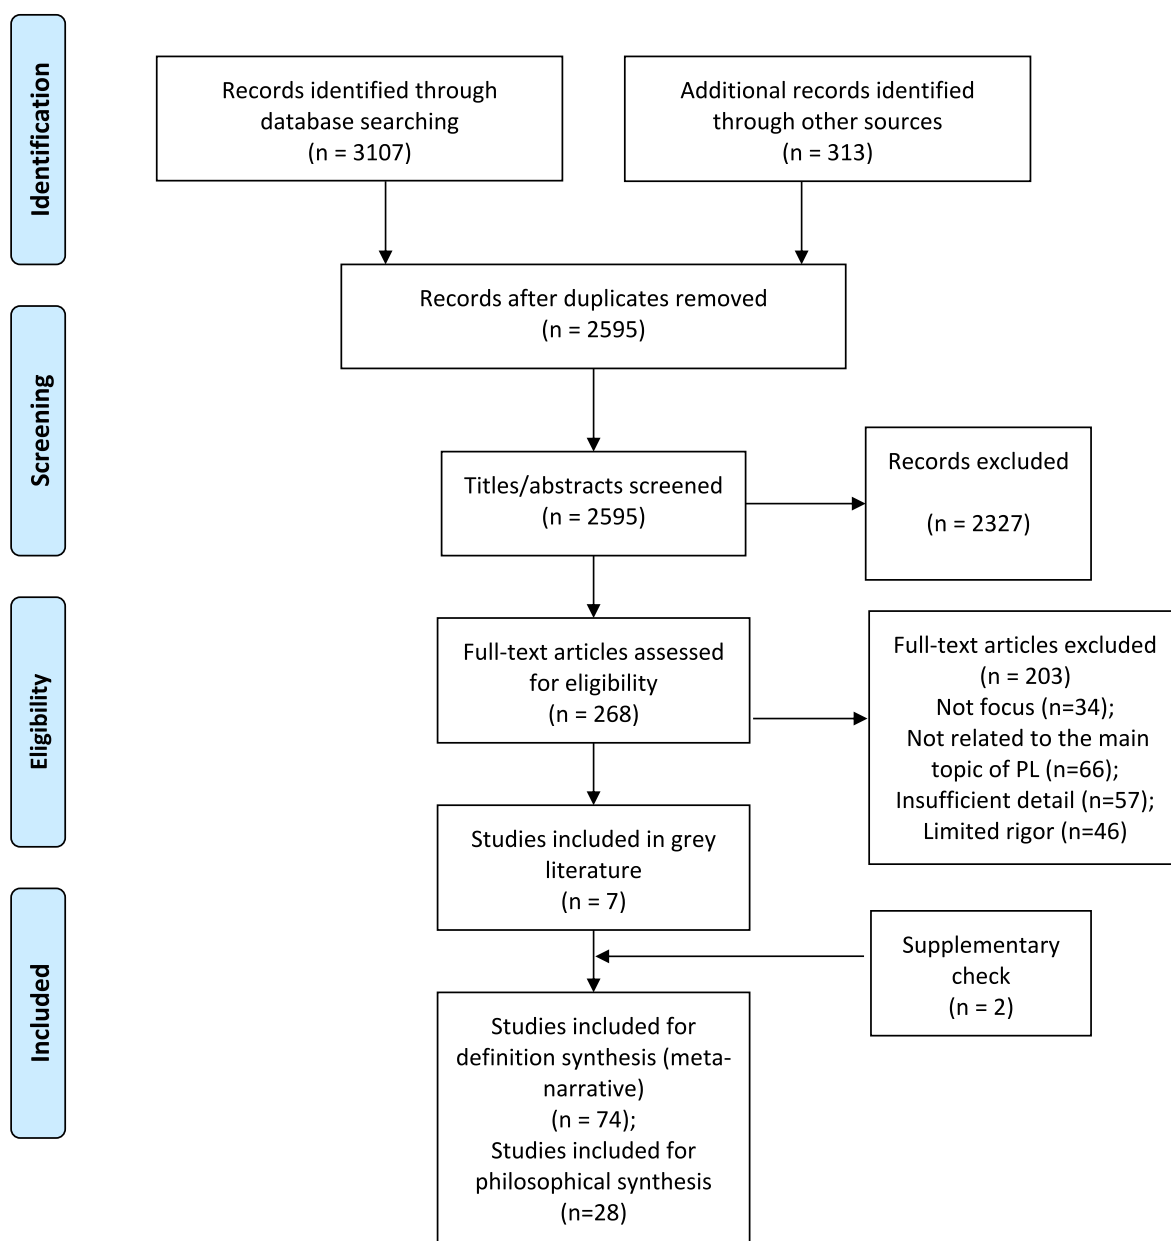 Identification
Records identified through
database searching
(n = 3107)
Additional records identified
through other sources
(n = 313)
Records after duplicates removed
(n = 2595)
Screening
Titles/abstracts screened
(n = 2595)
Records excluded
(n = 2327)
Eligibility
Full-text articles assessed
for eligibility
(n = 268)
Full-text articles excluded
(n = 203)
Not focus (n=34);
Not related to the main
topic of PL (n=66);
Insufficient detail (n=57);
Limited rigor (n=46)
Studies included in grey
literature
(n = 7)
Included
Supplementary
check
(n = 2)
Studies included for
definition synthesis (meta-
narrative)
(n = 74);
Studies included for
philosophical synthesis
(n=28)